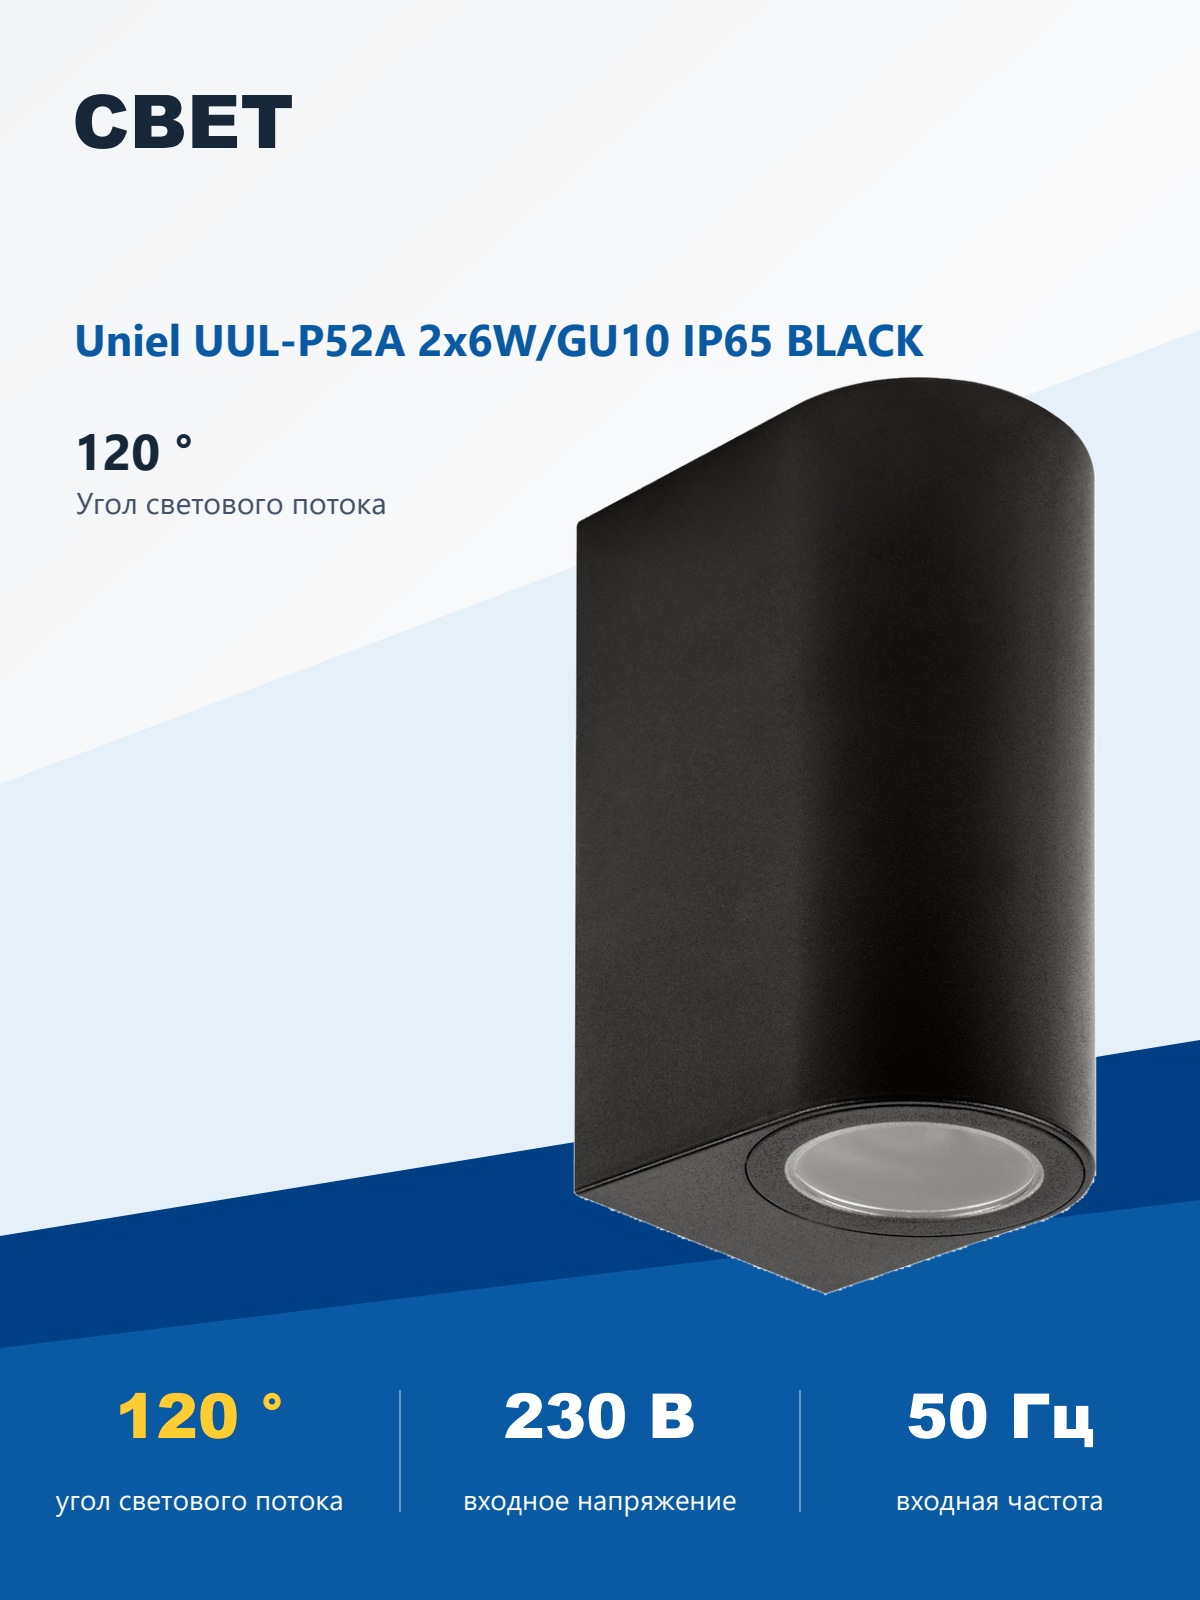 СВЕТ
Uniel UUL-P52A 2x6W/GU10 IP65 BLACK
120 °
Угол светового потока
120 °
угол светового потока
230 В
входное напряжение
50 Гц
входная частота